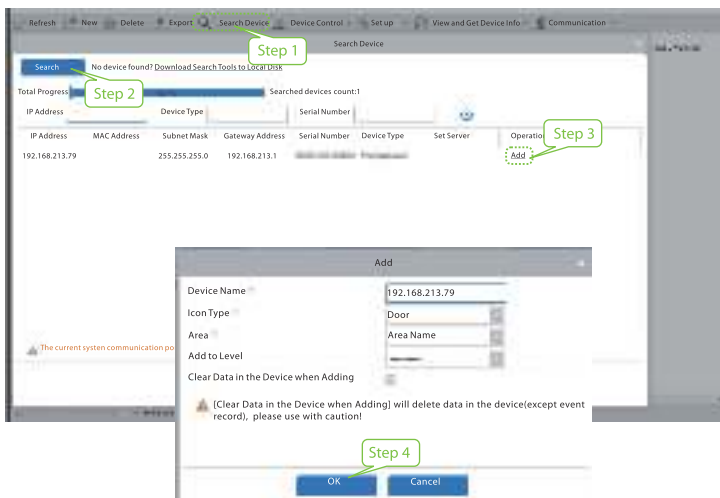 Refresh New Delete Export Search Device Device Control Set up View and Get Device Info Communication
Step 1
Search Device
Search No device found? Download Search Tools to Local Disk
Step 2
Total Progress Searched devices count:1
IP Address Device Type Serial Number
IP Address MAC Address Subnet Mask Gateway Address Serial Number Device Type Set Server Operation
Step 3
192.168.213.79 255.255.255.0 192.168.213.1 Add
The current systen communication po
Add
Device Name 192.168.213.79
Icon Type Door
Area Area Name
Add to Level
Clear Data in the Device when Adding
[Clear Data in the Device when Adding] will delete data in the device(except event
record), please use with caution!
Step 4
OK Cancel